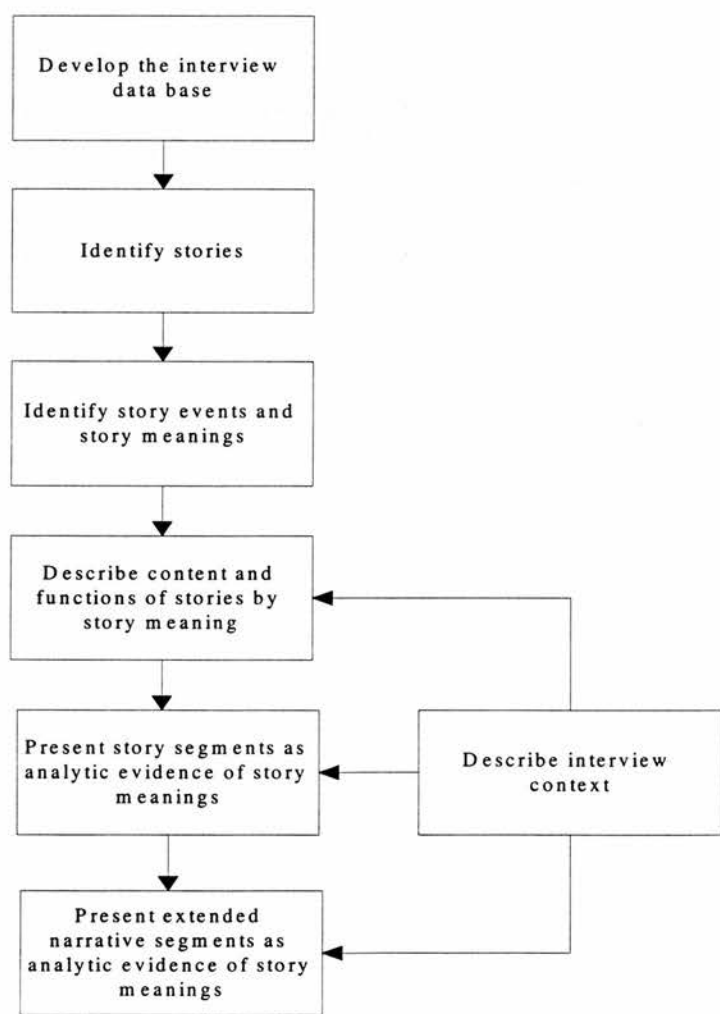 Develop the interview
data base
Identify stories
Identify story events and
story meanings
Describe content and
functions of stories by
story meaning
Present story segments as
analytic evidence of story
meanings
Describe interview
context
Present extended
narrative segments as
analytic evidence of story
meanings